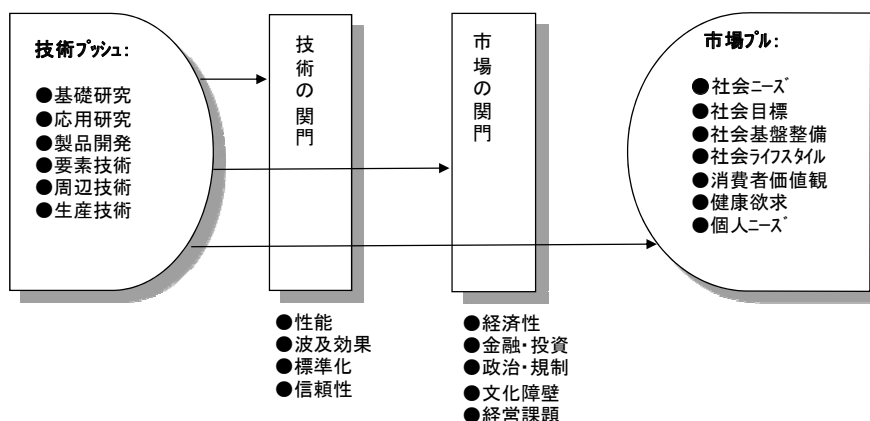 技術プッシュ：
●基礎研究
●応用研究
●製品開発
●要素技術
●周辺技術
●生産技術
技術の関門
●性能
●波及効果
●標準化
●信頼性
市場の関門
●経済性
●金融・投資
●政治・規制
●文化障壁
●経営課題
市場プル：
●社会ニーズ
●社会目標
●社会基盤整備
●社会ライフスタイル
●消費者価値観
●健康欲求
●個人ニーズ